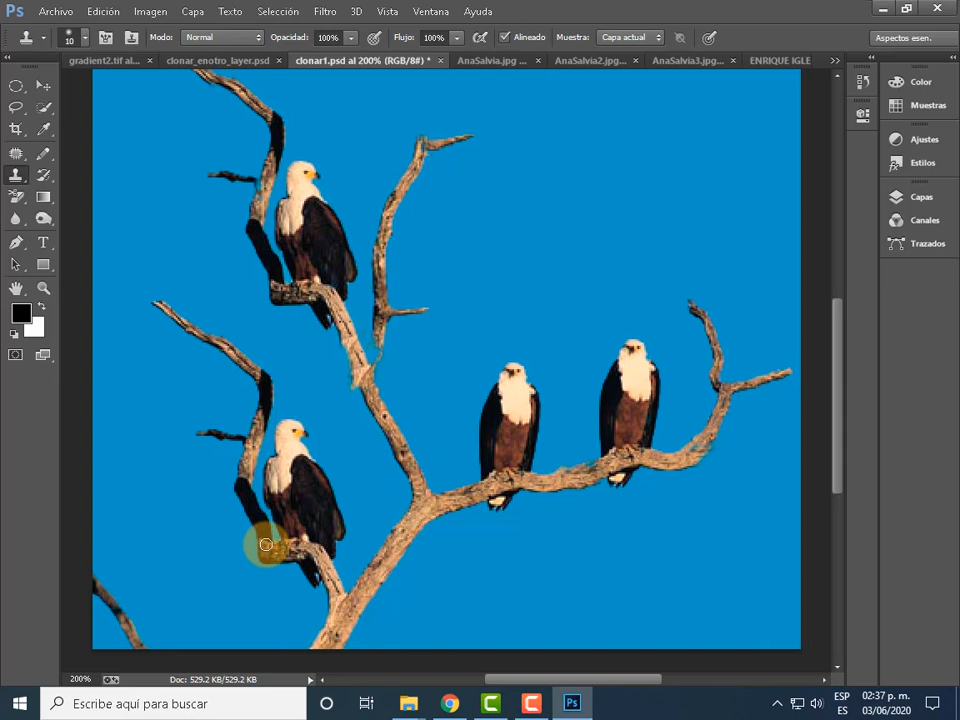 Ps Archivo Edición Imagen Capa Texto Selección Filtro 3D Vista Ventana Ayuda
10 Modo: Normal Opacidad: 100% Flujo: 100% Alineado Muestra: Capa actual Aspectos esen.
gradient2.tif al... × clonar_enotro_layer.psd × clonar1.psd al 200% (RGB/8#) * × AnaSalvia.jpg ... × AnaSalvia2.jpg... × AnaSalvia3.jpg... × ENRIQUE IGLE >>
Color
Muestras
Ajustes
Estilos
Capas
Canales
Trazados
200% Doc: 529.2 KB/529.2 KB
Escribe aquí para buscar
ESP 02:37 p. m.
ES 03/06/2020